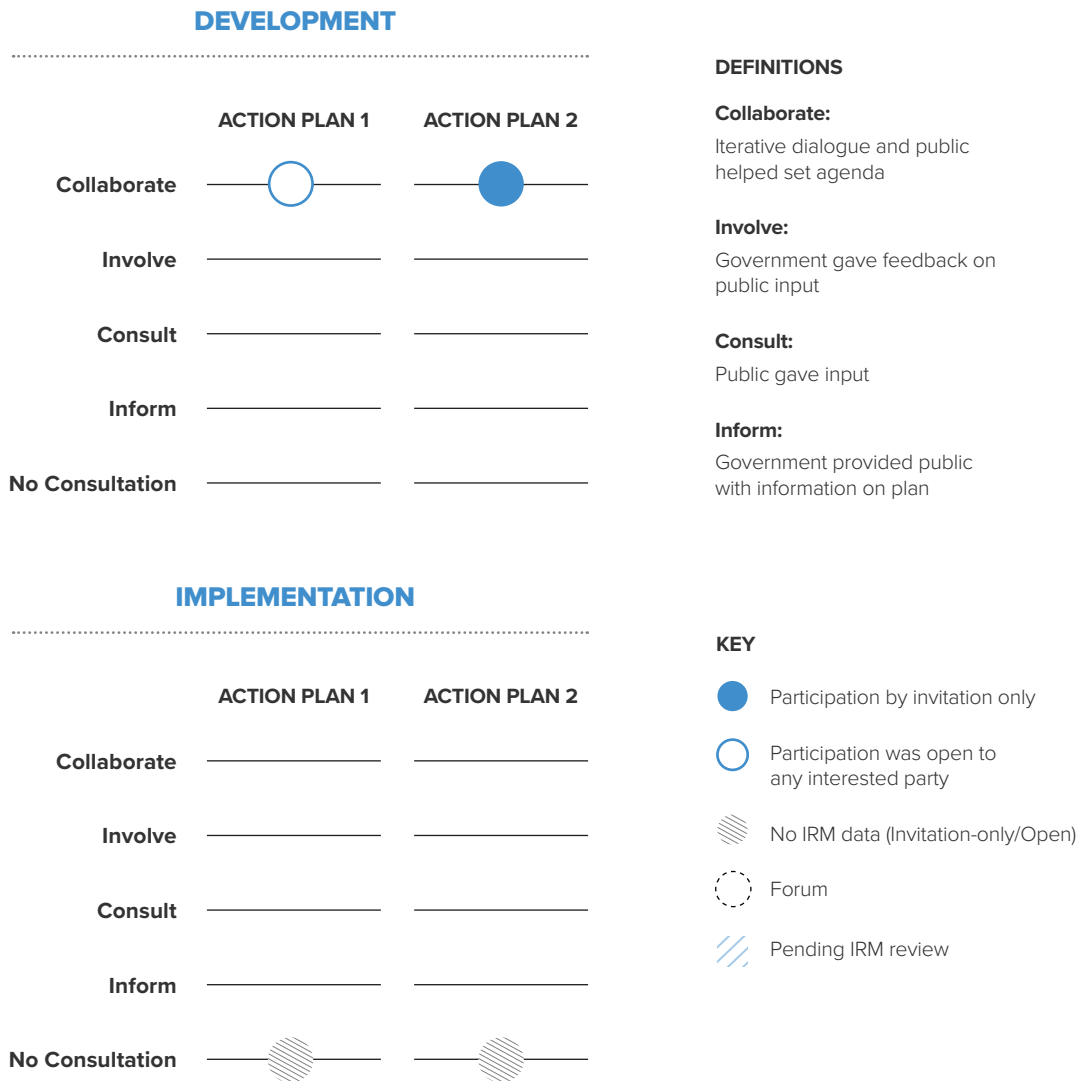 DEVELOPMENT
ACTION PLAN 1 ACTION PLAN 2
Collaborate
Involve
Consult
Inform
No Consultation
DEFINITIONS
Collaborate:
Iterative dialogue and public
helped set agenda
Involve:
Government gave feedback on
public input
Consult:
Public gave input
Inform:
Government provided public
with information on plan
IMPLEMENTATION
ACTION PLAN 1 ACTION PLAN 2
Collaborate
Involve
Consult
Inform
No Consultation
KEY
Participation by invitation only
Participation was open to
any interested party
No IRM data (Invitation-only/Open)
Forum
Pending IRM review